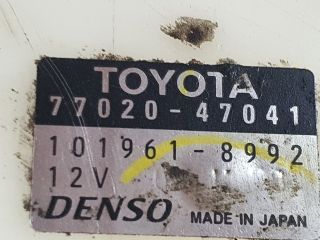 TOYOTA
77020-47041
101961-8992
12V
DENSO MADE IN JAPAN